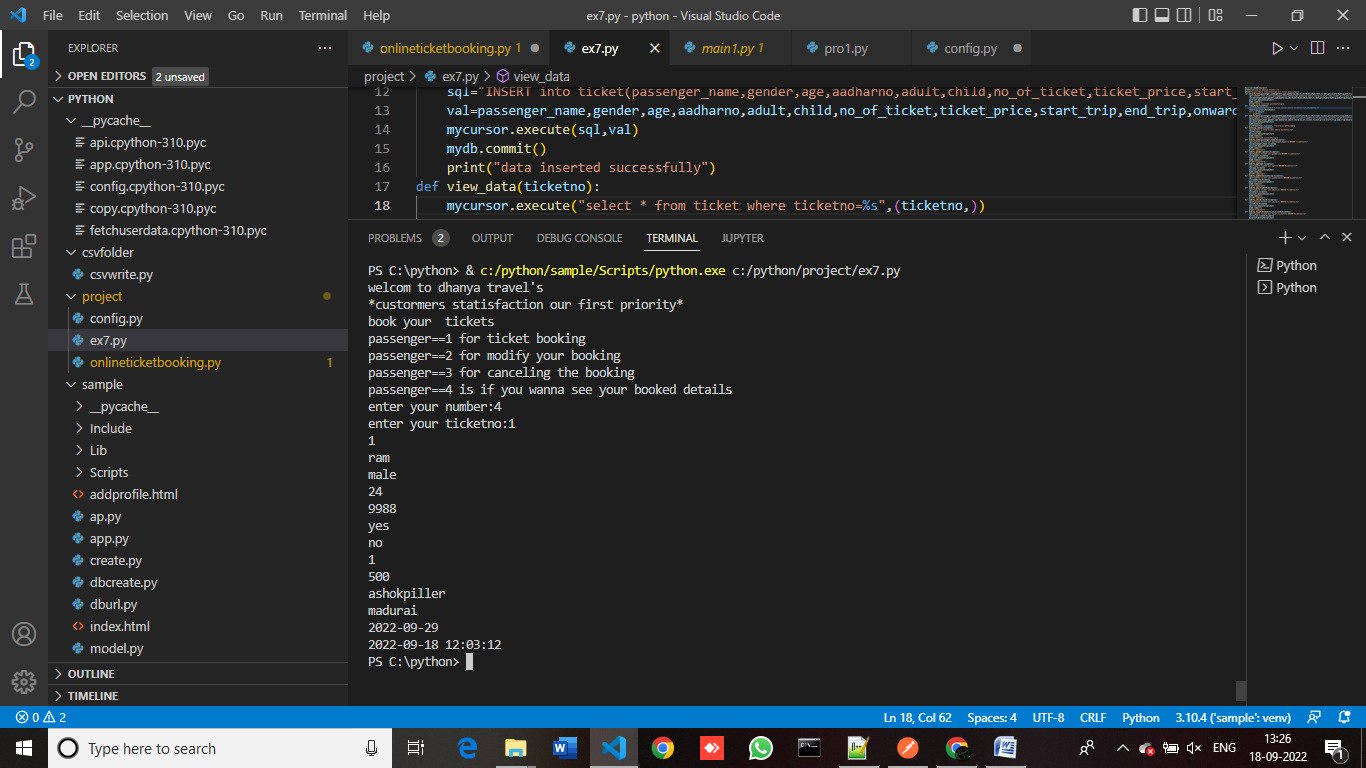 File Edit Selection View Go Run Terminal Help ex7.py - python - Visual Studio Code
EXPLORER
OPEN EDITORS 2 unsaved
PYTHON
__pycache__
api.cpython-310.pyc
app.cpython-310.pyc
config.cpython-310.pyc
copy.cpython-310.pyc
fetchuserdata.cpython-310.pyc
csvfolder
csvwrite.py
project
config.py
ex7.py
onlineticketbooking.py 1
sample
__pycache__
Include
Lib
Scripts
addprofile.html
ap.py
app.py
create.py
dbcreate.py
dburl.py
index.html
model.py
OUTLINE
TIMELINE
2
onlineticketbooking.py 1 ex7.py main1.py 1 pro1.py config.py
project > ex7.py > view_data
12 sql="INSERT into ticket(passenger_name,gender,age,aadharno,adult,child,no_of_ticket,ticket_price,start_
13 val=passenger_name,gender,age,aadharno,adult,child,no_of_ticket,ticket_price,start_trip,end_trip,onward
14 mycursor.execute(sql,val)
15 mydb.commit()
16 print("data inserted successfully")
17 def view_data(ticketno):
18 mycursor.execute("select * from ticket where ticketno=%s",(ticketno,))
PROBLEMS 2 OUTPUT DEBUG CONSOLE TERMINAL JUPYTER
PS C:\python> & c:/python/sample/Scripts/python.exe c:/python/project/ex7.py
welcom to dhanya travel's
*custormers statisfaction our first priority*
book your  tickets
passenger==1 for ticket booking
passenger==2 for modify your booking
passenger==3 for canceling the booking
passenger==4 is if you wanna see your booked details
enter your number:4
enter your ticketno:1
1
ram
male
24
9988
yes
no
1
500
ashokpiller
madurai
2022-09-29
2022-09-18 12:03:12
PS C:\python>
Python
Python
0 2 Ln 18, Col 62 Spaces: 4 UTF-8 CRLF Python 3.10.4 ('sample': venv)
Type here to search
ENG
13:26
18-09-2022
1